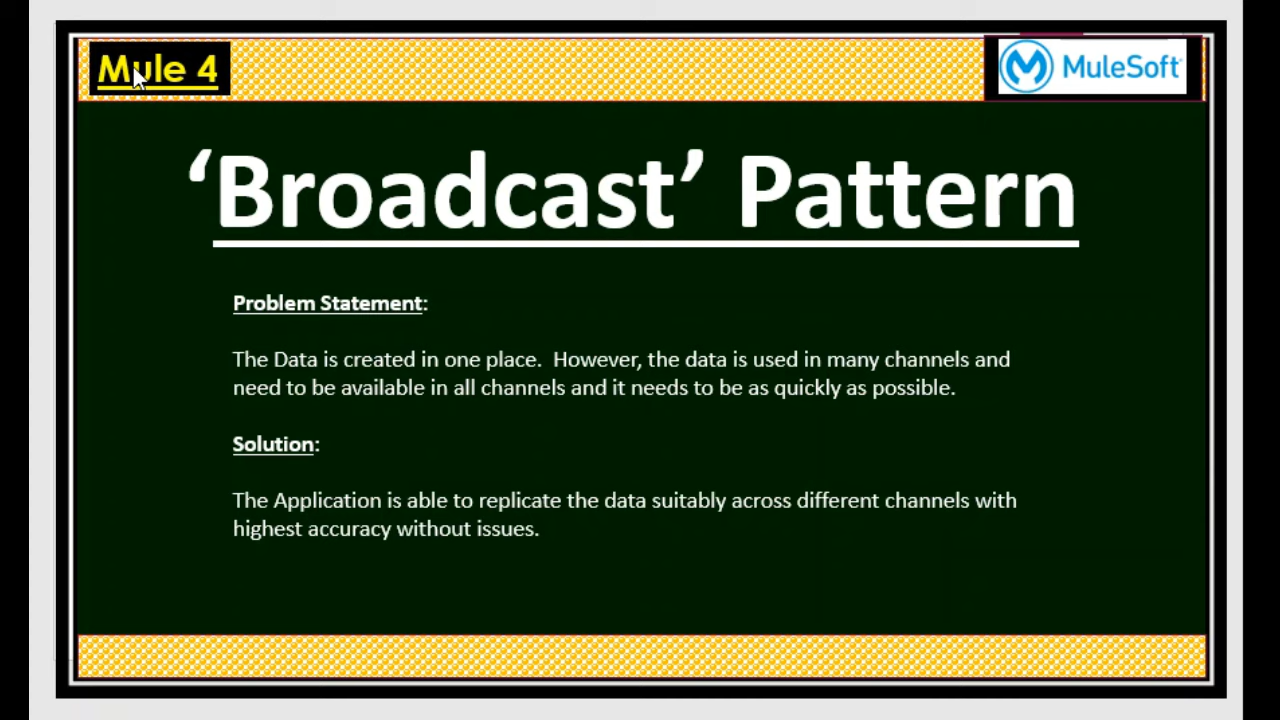 Mule 4
MuleSoft
‘Broadcast’ Pattern
Problem Statement:
The Data is created in one place.  However, the data is used in many channels and
need to be available in all channels and it needs to be as quickly as possible.
Solution:
The Application is able to replicate the data suitably across different channels with
highest accuracy without issues.